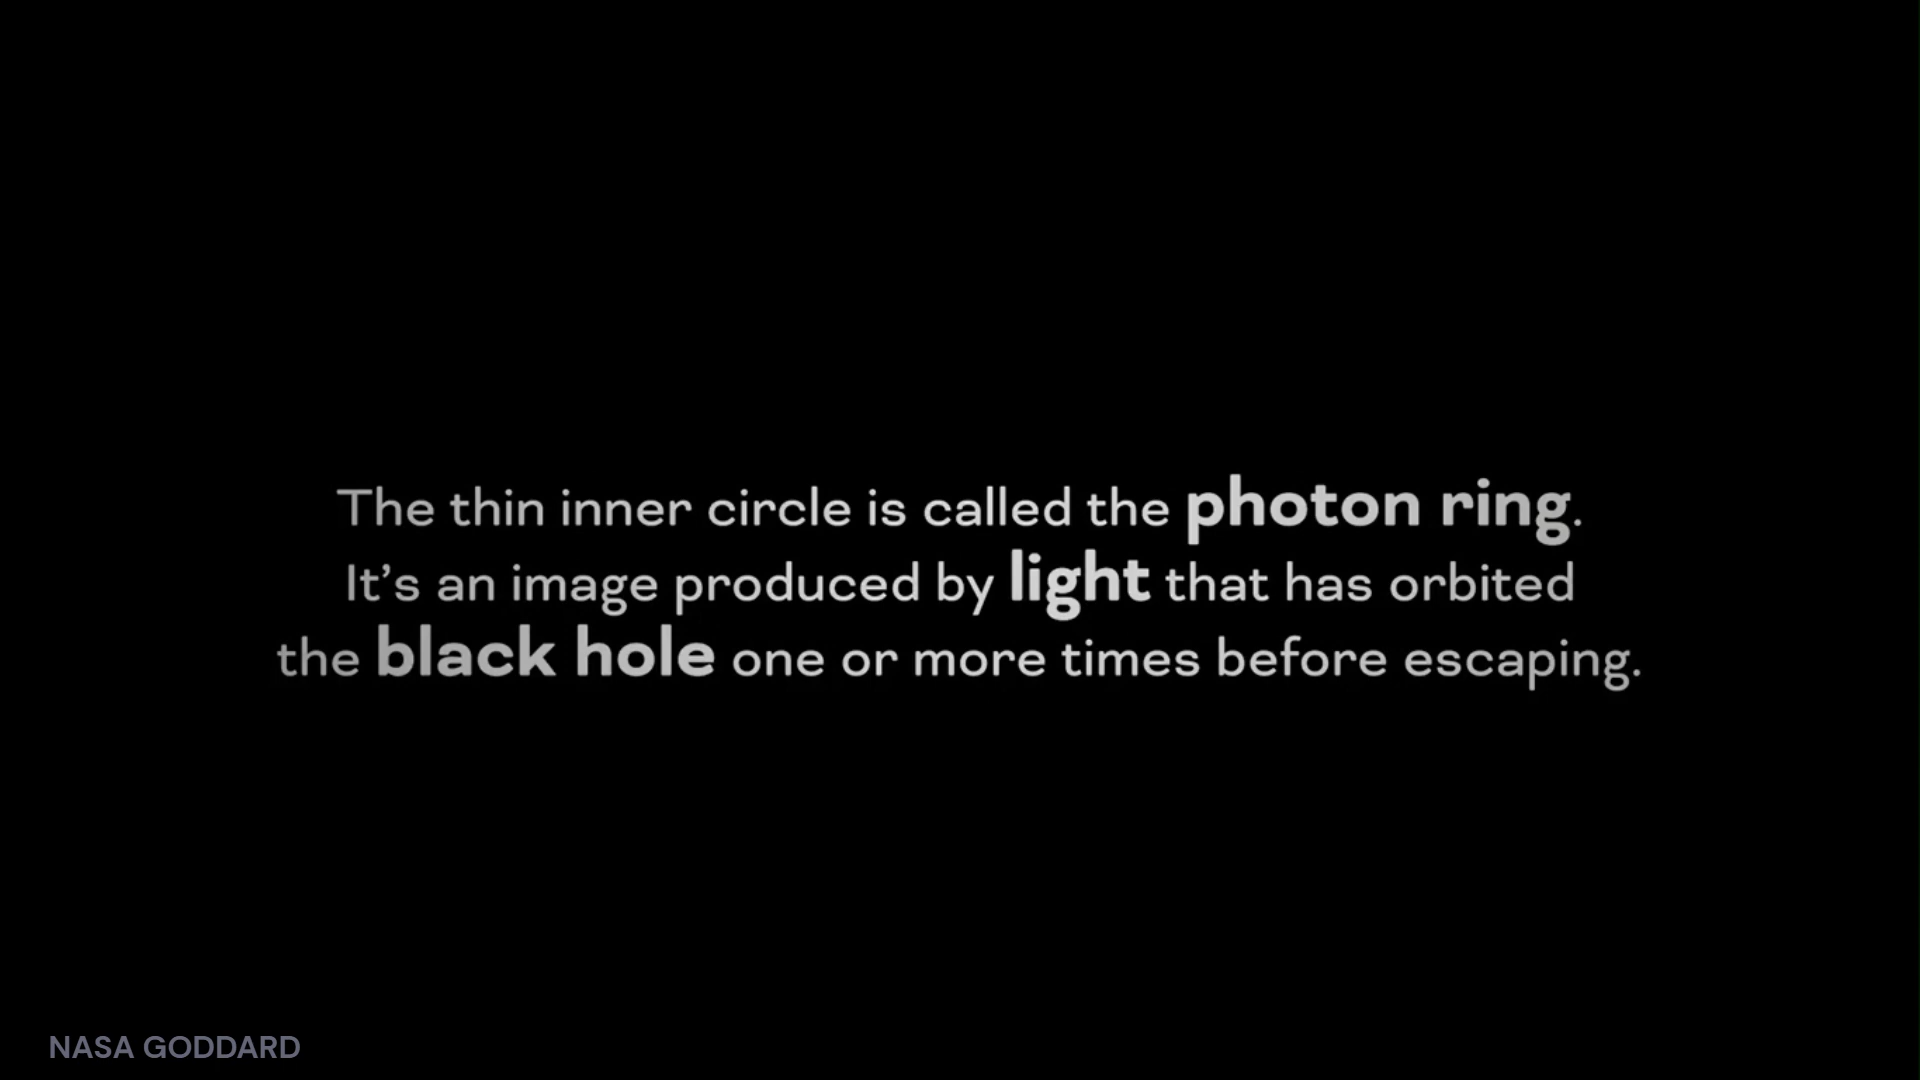 The thin inner circle is called the photon ring.
It’s an image produced by light that has orbited
the black hole one or more times before escaping.
NASA GODDARD